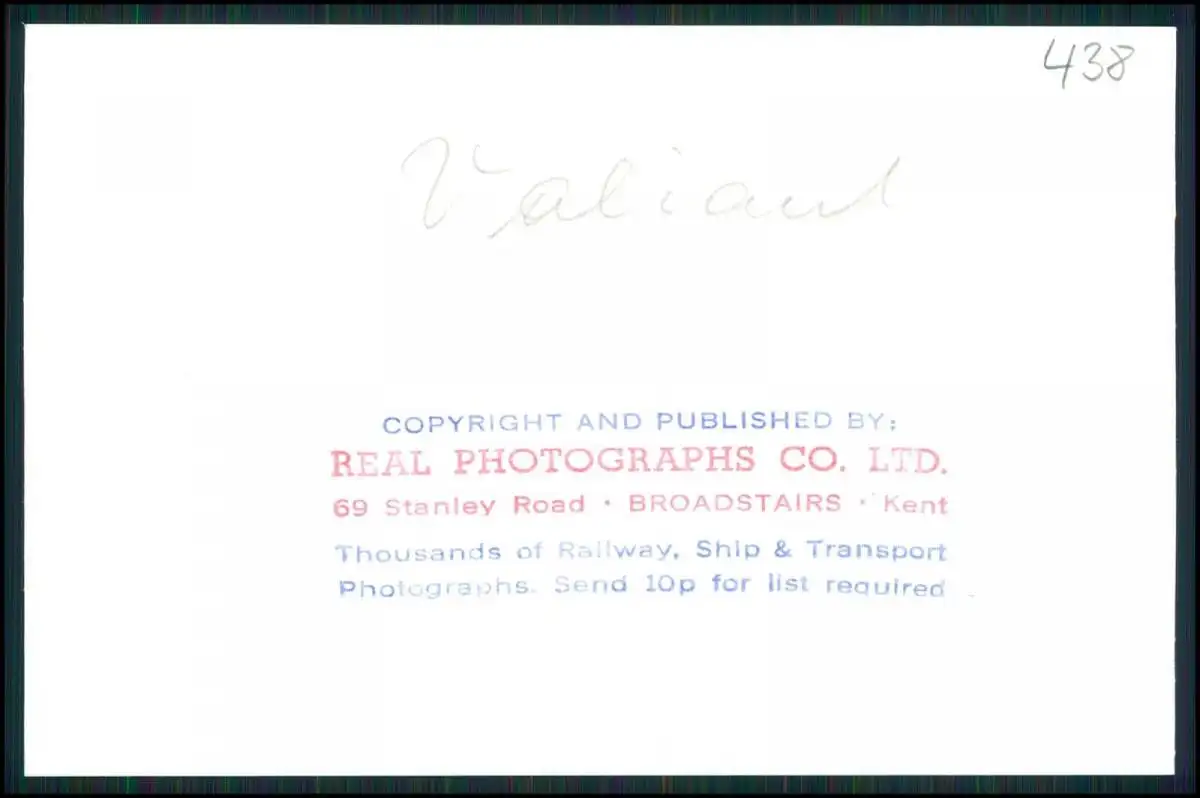 438
Valiant
COPYRIGHT AND PUBLISHED BY:
REAL PHOTOGRAPHS CO. LTD.
69 Stanley Road · BROADSTAIRS · Kent
Thousands of Railway, Ship & Transport
Photographs. Send 10p for list required